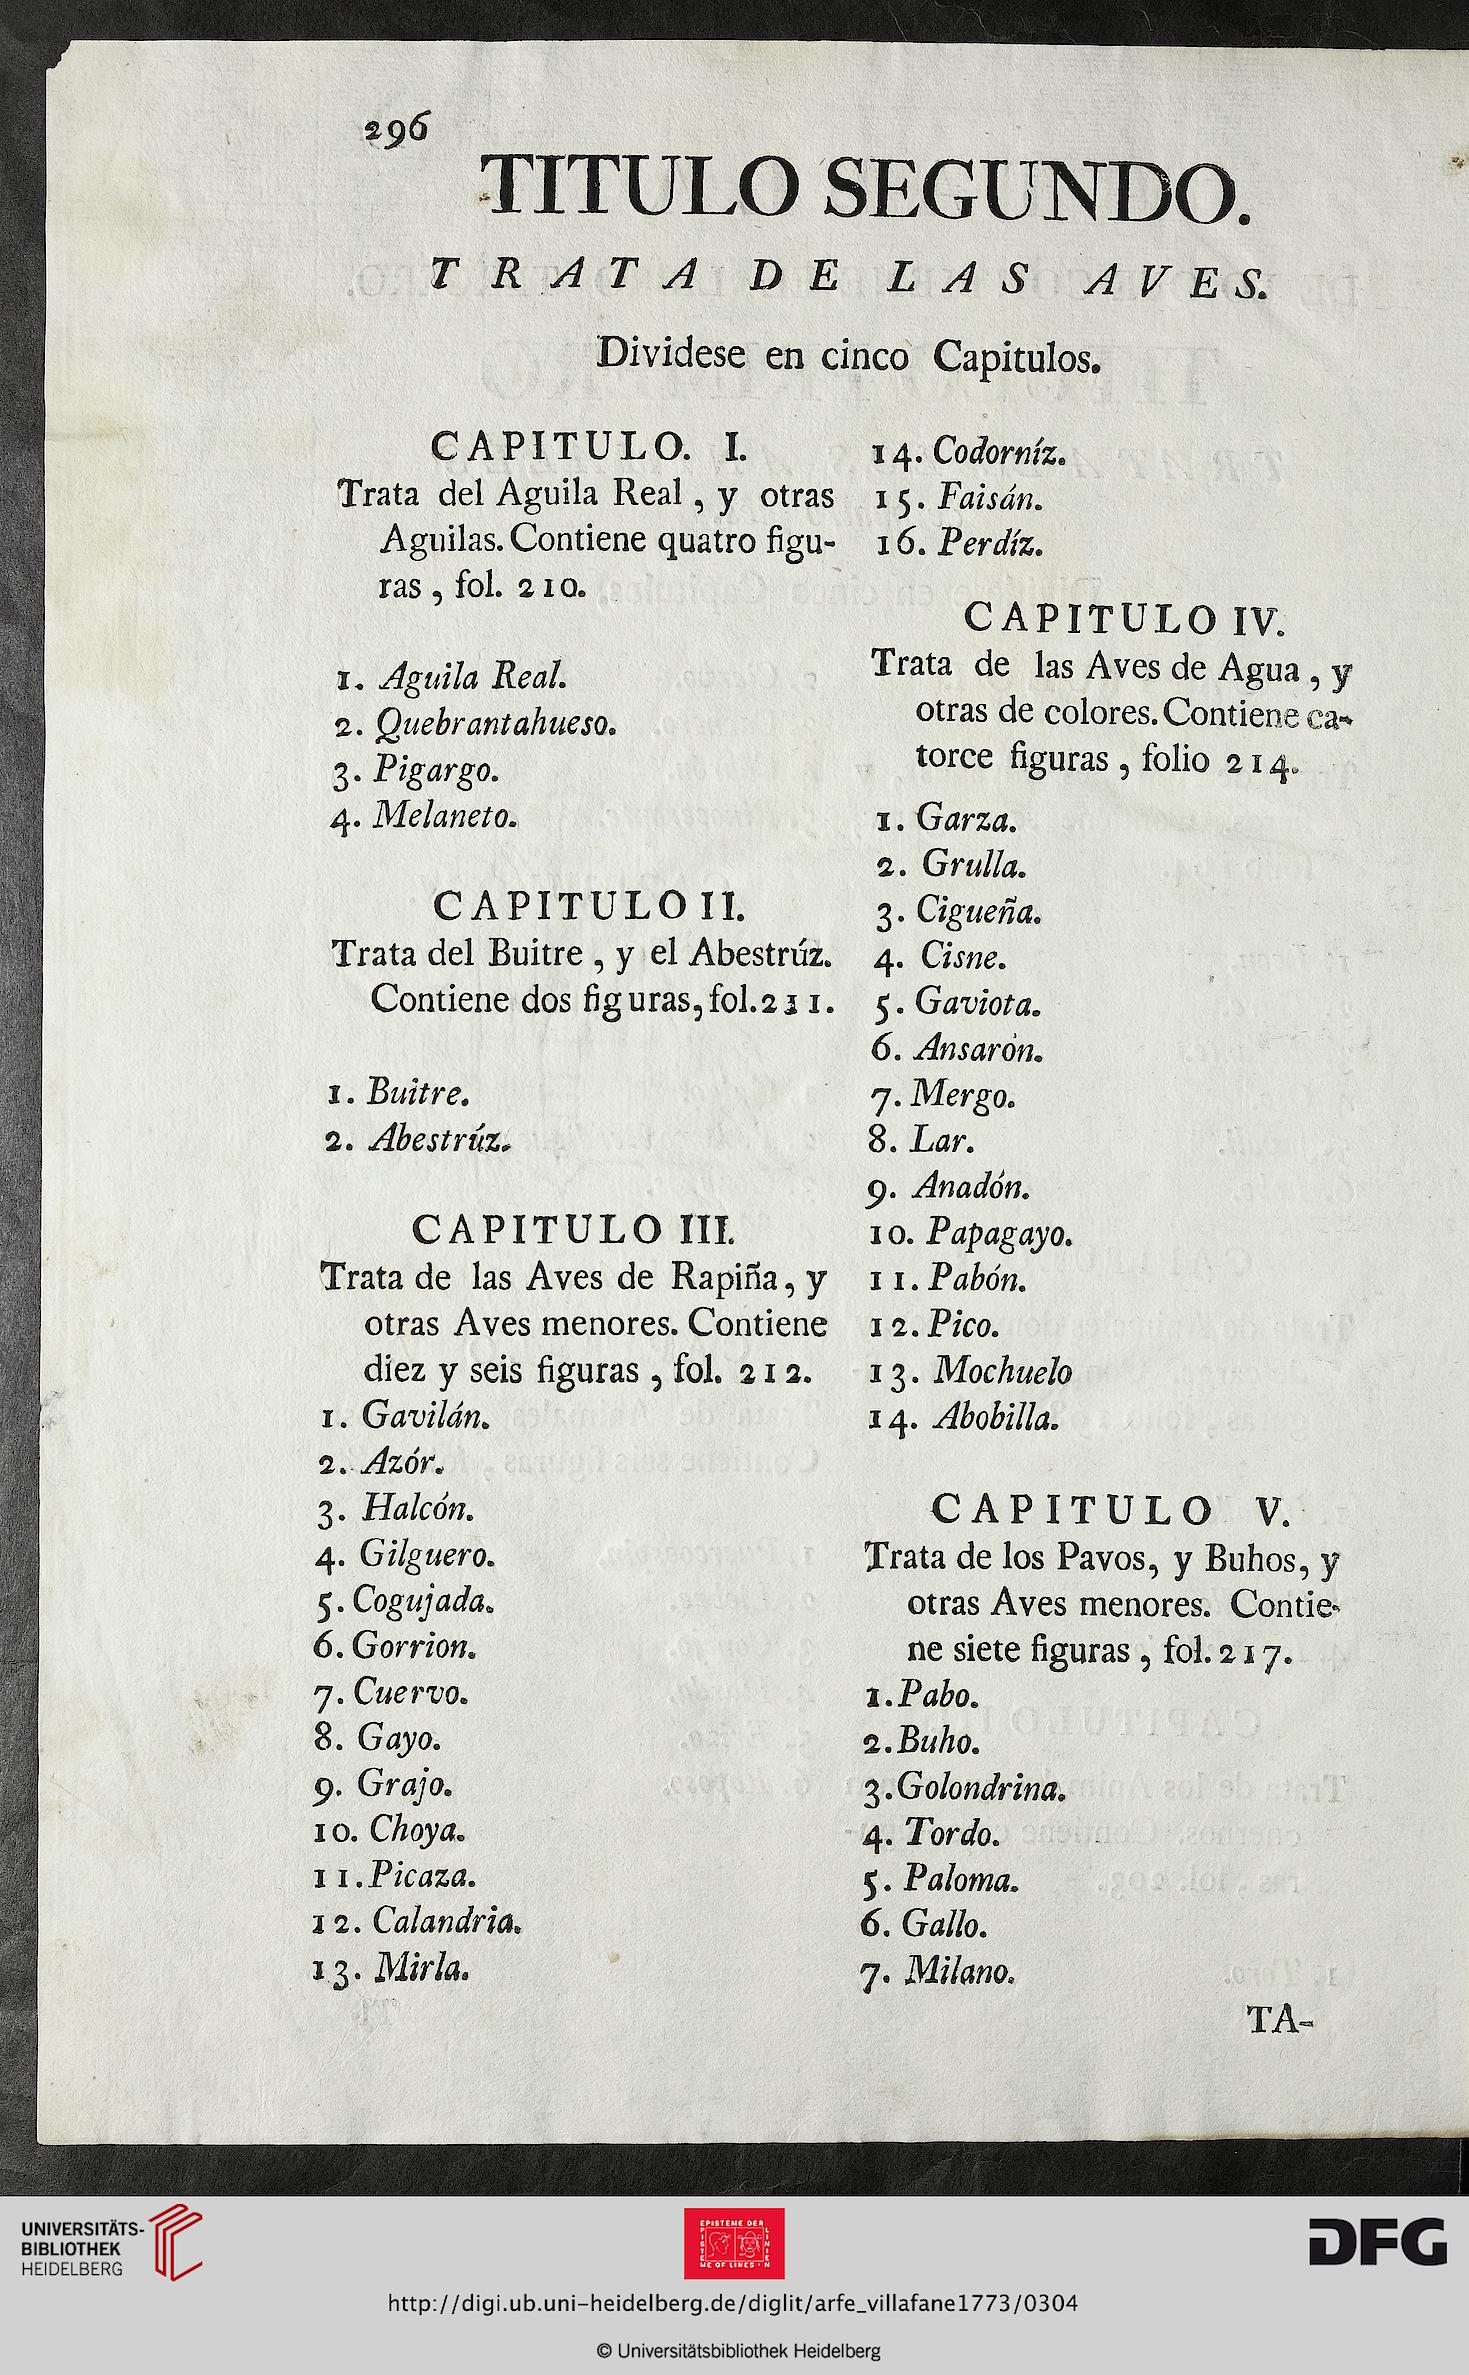 296
TITULO SEGUNDO.
TRATA DE LAS AVES.
Dividese en cinco Capitulos.
CAPITULO. I.
Trata del Aguila Real, y otras
Aguilas. Contiene quatro figu-
ras, fol. 210.
1. Aguila Real.
2. Quebrantahueso.
3. Pigargo.
4. Melaneto.
CAPITULO II.
Trata del Buitre, y el Abestrúz.
Contiene dos figuras, fol. 211.
1. Buitre.
2. Abestrúz.
CAPITULO III.
Trata de las Aves de Rapiña, y
otras Aves menores. Contiene
diez y seis figuras, fol. 212.
1. Gavilán.
2. Azór.
3. Halcón.
4. Gilguero.
5. Cogujada.
6. Gorrion.
7. Cuervo.
8. Gayo.
9. Grajo.
10. Choya.
11. Picaza.
12. Calandria.
13. Mirla.
14. Codorníz.
15. Faisán.
16. Perdíz.
CAPITULO IV.
Trata de las Aves de Agua, y
otras de colores. Contiene ca-
torce figuras, folio 214.
1. Garza.
2. Grulla.
3. Cigueña.
4. Cisne.
5. Gaviota.
6. Ansarón.
7. Mergo.
8. Lar.
9. Anadón.
10. Papagayo.
11. Pabón.
12. Pico.
13. Mochuelo
14. Abobilla.
CAPITULO V.
Trata de los Pavos, y Buhos, y
otras Aves menores. Contie-
ne siete figuras, fol. 217.
1. Pabo.
2. Buho.
3. Golondrina.
4. Tordo.
5. Paloma.
6. Gallo.
7. Milano.
TA-
UNIVERSITÄTS-
BIBLIOTHEK
HEIDELBERG
EPISTEME DER
LINIEN
EPISTE
ME OF LINES
DFG
http://digi.ub.uni-heidelberg.de/diglit/arfe_villafane1773/0304
© Universitätsbibliothek Heidelberg